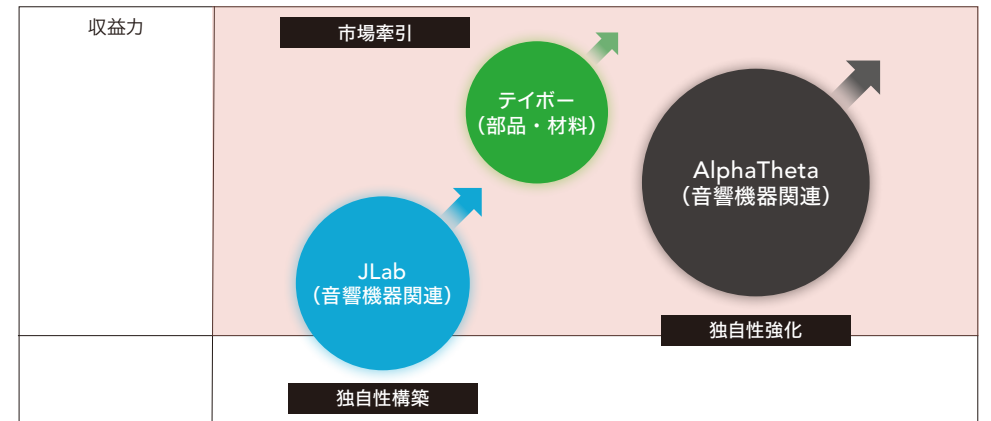 収益力
市場牽引
テイボー
（部品・材料）
AlphaTheta
（音響機器関連）
JLab
（音響機器関連）
独自性強化
独自性構築